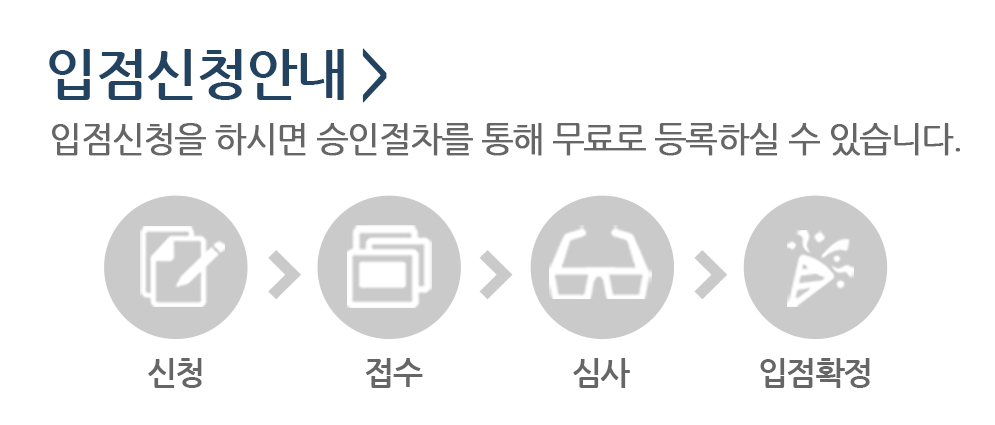 입점신청안내 >
입점신청을 하시면 승인절차를 통해 무료로 등록하실 수 있습니다.
신청
접수
심사
입점확정